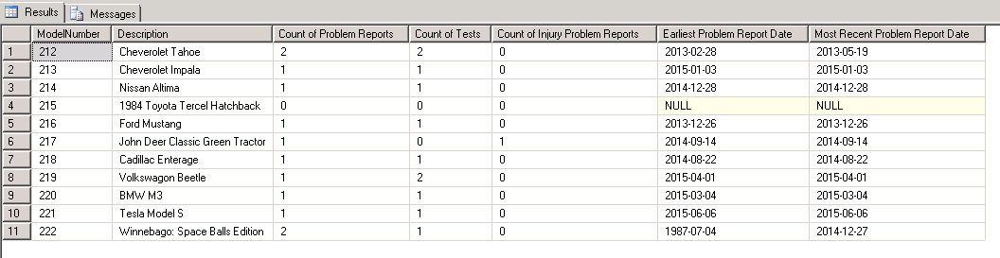 Results Messages
ModelNumber Description Count of Problem Reports Count of Tests Count of Injury Problem Reports Earliest Problem Report Date Most Recent Problem Report Date
1 212 Cheverolet Tahoe 2 2 0 2013-02-28 2013-05-19
2 213 Cheverolet Impala 1 1 0 2015-01-03 2015-01-03
3 214 Nissan Altima 1 1 0 2014-12-28 2014-12-28
4 215 1984 Toyota Tercel Hatchback 0 0 0 NULL NULL
5 216 Ford Mustang 1 1 0 2013-12-26 2013-12-26
6 217 John Deer Classic Green Tractor 1 0 1 2014-09-14 2014-09-14
7 218 Cadillac Enterage 1 1 0 2014-08-22 2014-08-22
8 219 Volkswagon Beetle 1 2 0 2015-04-01 2015-04-01
9 220 BMW M3 1 1 0 2015-03-04 2015-03-04
10 221 Tesla Model S 1 1 0 2015-06-06 2015-06-06
11 222 Winnebago: Space Balls Edition 2 1 0 1987-07-04 2014-12-27